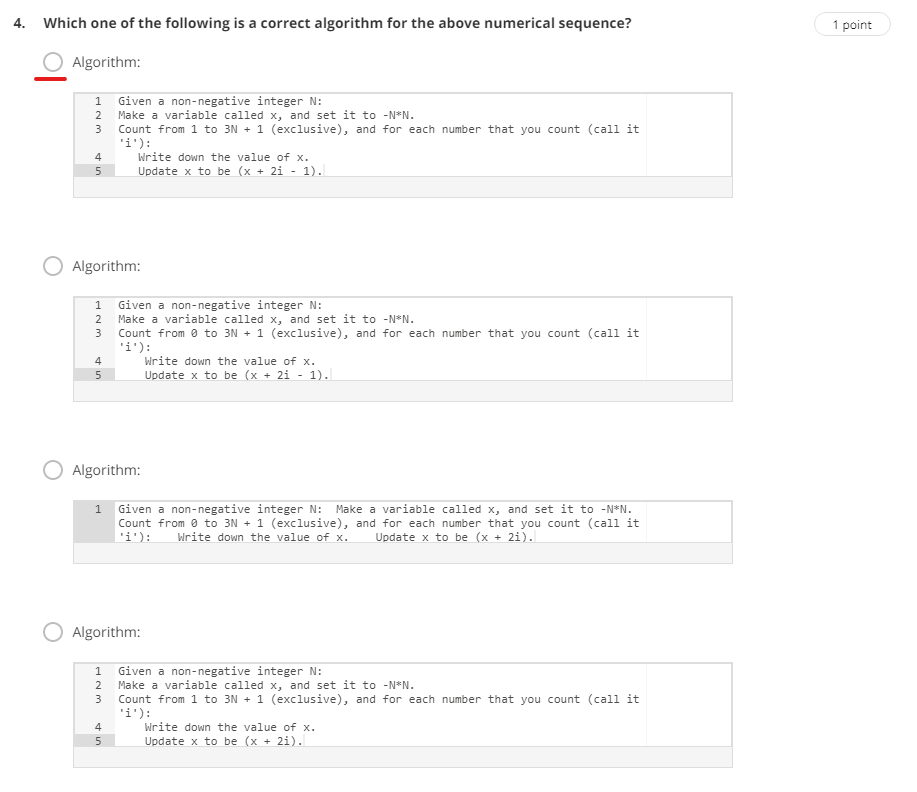 4. Which one of the following is a correct algorithm for the above numerical sequence?
1 point
Algorithm:
1 Given a non-negative integer N:
2 Make a variable called x, and set it to -N*N.
3 Count from 1 to 3N + 1 (exclusive), and for each number that you count (call it
'i'):
4 Write down the value of x.
5 Update x to be (x + 2i - 1).
Algorithm:
1 Given a non-negative integer N:
2 Make a variable called x, and set it to -N*N.
3 Count from 0 to 3N + 1 (exclusive), and for each number that you count (call it
'i'):
4 Write down the value of x.
5 Update x to be (x + 2i - 1).
Algorithm:
1 Given a non-negative integer N: Make a variable called x, and set it to -N*N.
Count from 0 to 3N + 1 (exclusive), and for each number that you count (call it
'i'): Write down the value of x. Update x to be (x + 2i).
Algorithm:
1 Given a non-negative integer N:
2 Make a variable called x, and set it to -N*N.
3 Count from 1 to 3N + 1 (exclusive), and for each number that you count (call it
'i'):
4 Write down the value of x.
5 Update x to be (x + 2i).